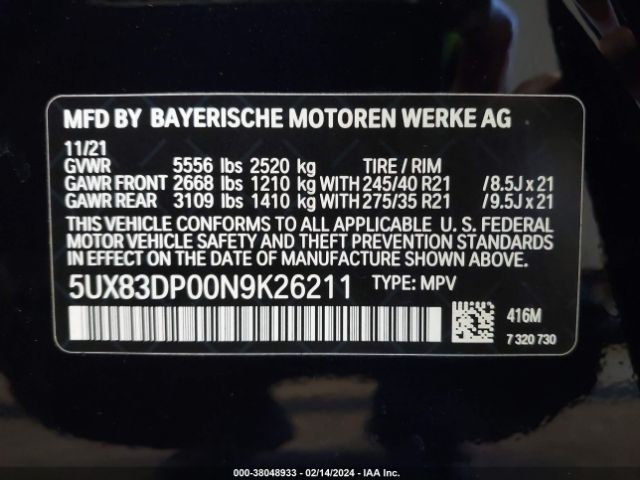 MFD BY BAYERISCHE MOTOREN WERKE AG
11/21
GVWR 5556 lbs 2520 kg TIRE / RIM
GAWR FRONT 2668 lbs 1210 kg WITH 245/40 R21 /8.5J x 21
GAWR REAR 3109 lbs 1410 kg WITH 275/35 R21 /9.5J x 21
THIS VEHICLE CONFORMS TO ALL APPLICABLE U. S. FEDERAL
MOTOR VEHICLE SAFETY AND THEFT PREVENTION STANDARDS
IN EFFECT ON THE DATE OF MANUFACTURE SHOWN ABOVE.
5UX83DP00N9K26211 TYPE: MPV
416M
7 320 730
000-38048933 - 02/14/2024 - IAA Inc.